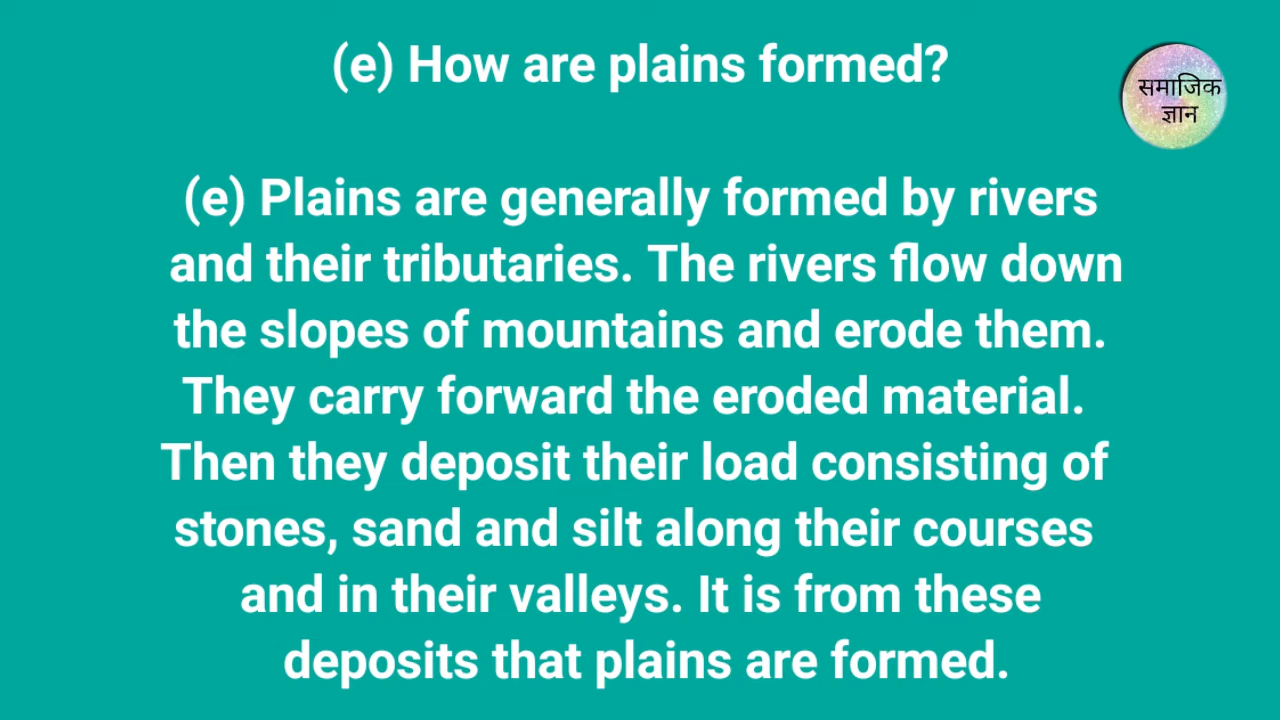 (e) How are plains formed?
समाजिक
ज्ञान
(e) Plains are generally formed by rivers
and their tributaries. The rivers flow down
the slopes of mountains and erode them.
They carry forward the eroded material.
Then they deposit their load consisting of
stones, sand and silt along their courses
and in their valleys. It is from these
deposits that plains are formed.